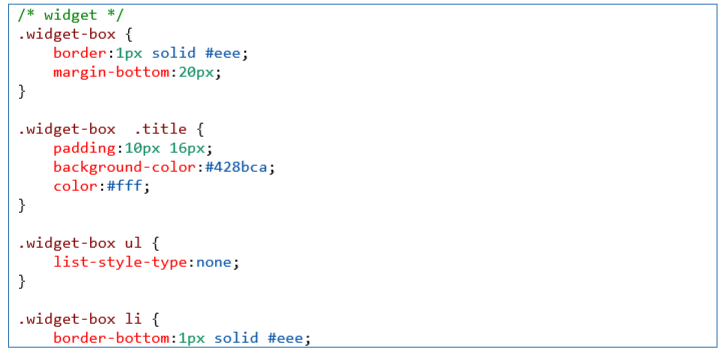 /* widget */
.widget-box {
    border:1px solid #eee;
    margin-bottom:20px;
}

.widget-box  .title {
    padding:10px 16px;
    background-color:#428bca;
    color:#fff;
}

.widget-box ul {
    list-style-type:none;
}

.widget-box li {
    border-bottom:1px solid #eee;